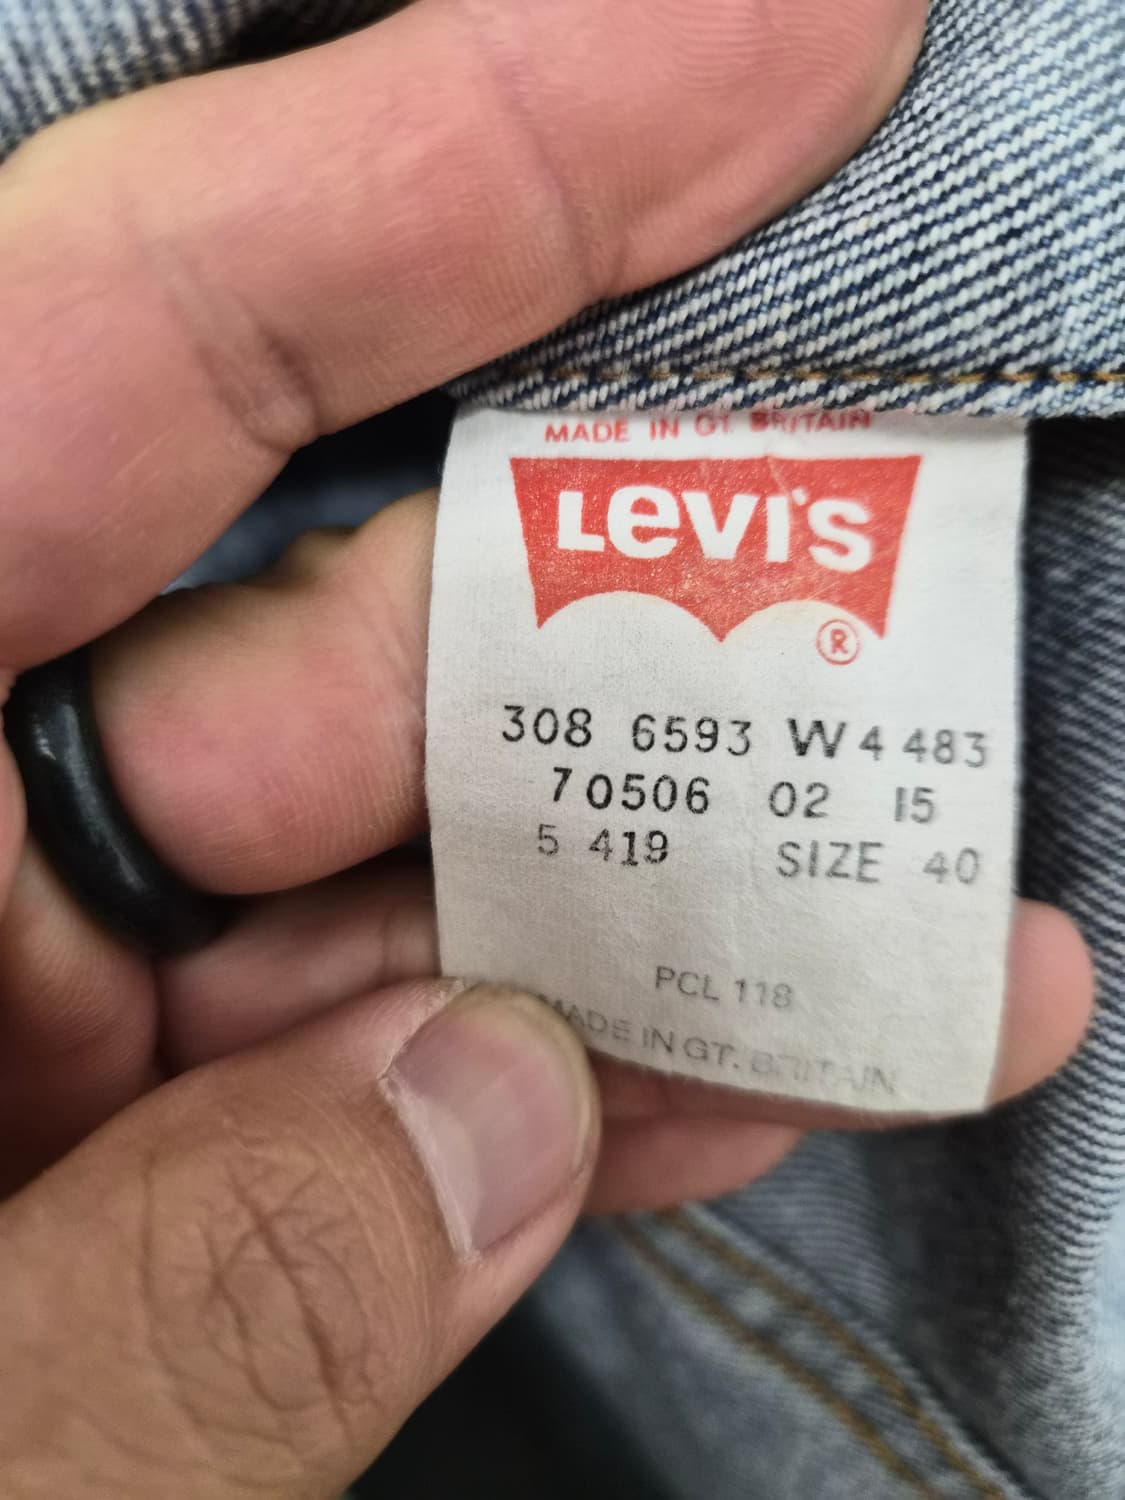 MADE IN GT. BRITAIN
LEVI'S
®
308 6593 W4 483
70506 02 15
5 419 SIZE 40
PCL 118
MADE IN GT. BRITAIN